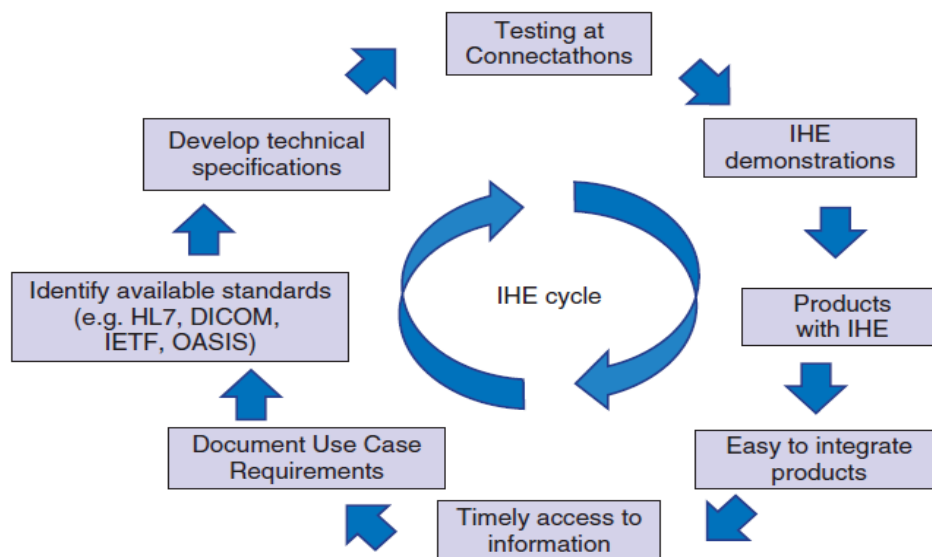 Testing at
Connectathons
Develop technical
specifications
IHE
demonstrations
Identify available standards
(e.g. HL7, DICOM,
IETF, OASIS)
IHE cycle
Products
with IHE
Document Use Case
Requirements
Easy to integrate
products
Timely access to
information